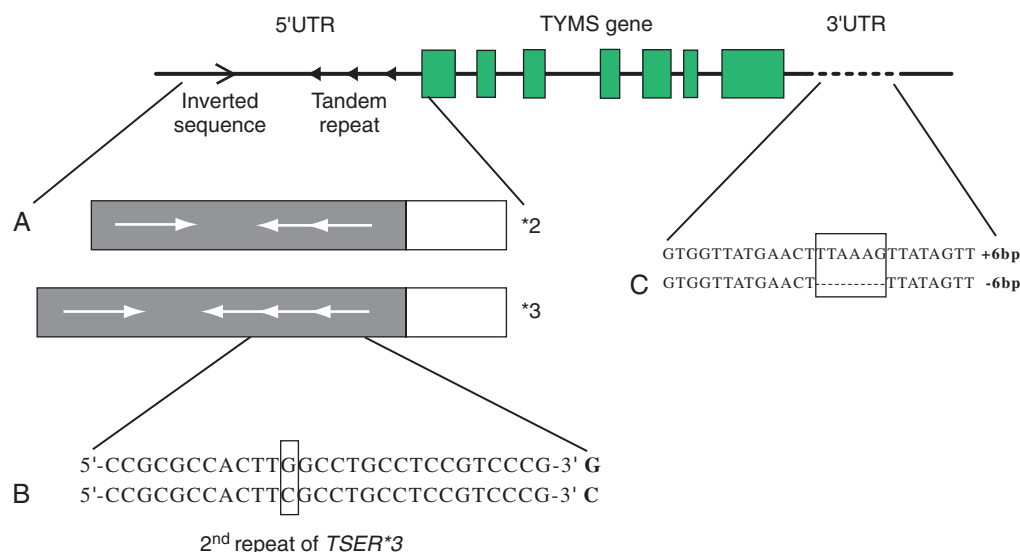 5'UTR TYMS gene 3'UTR
Inverted sequence
Tandem repeat
A
*2
*3
GTGGTTATGAACTTTAAAGTTATAGTT +6bp
C GTGGTTATGAACT-----------TTATAGTT -6bp
5'-CCGCGCCACTTGGCCTGCCTCCGTCCCG-3' G
B 5'-CCGCGCCACTTCGCCTGCCTCCGTCCCG-3' C
2nd repeat of TSER*3